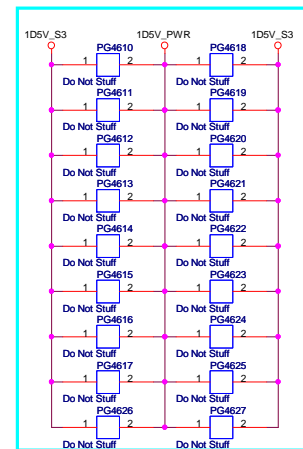 1D5V_S3 1D5V_PWR 1D5V_S3
PG4610 PG4618
1 2 1 2
Do Not Stuff Do Not Stuff
PG4611 PG4619
1 2 1 2
Do Not Stuff Do Not Stuff
PG4612 PG4620
1 2 1 2
Do Not Stuff Do Not Stuff
PG4613 PG4621
1 2 1 2
Do Not Stuff Do Not Stuff
PG4614 PG4622
1 2 1 2
Do Not Stuff Do Not Stuff
PG4615 PG4623
1 2 1 2
Do Not Stuff Do Not Stuff
PG4616 PG4624
1 2 1 2
Do Not Stuff Do Not Stuff
PG4617 PG4625
1 2 1 2
Do Not Stuff Do Not Stuff
PG4626 PG4627
1 2 1 2
Do Not Stuff Do Not Stuff